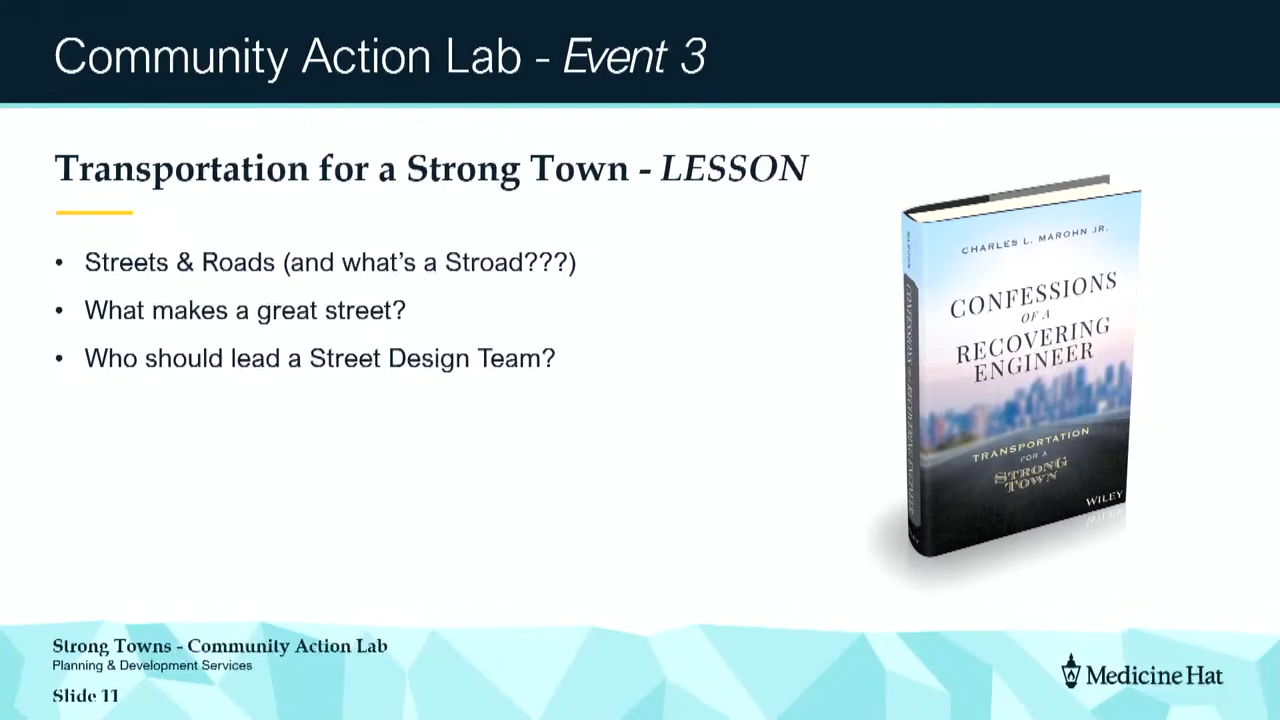 Community Action Lab - Event 3
Transportation for a Strong Town - LESSON
• Streets & Roads (and what's a Stroad???)
• What makes a great street?
• Who should lead a Street Design Team?
CHARLES L. MAROHN JR.
CONFESSIONS
OF A
RECOVERING
ENGINEER
TRANSPORTATION
FOR A
STRONG
TOWN
WILEY
Strong Towns - Community Action Lab
Planning & Development Services
Slide 11
Medicine Hat